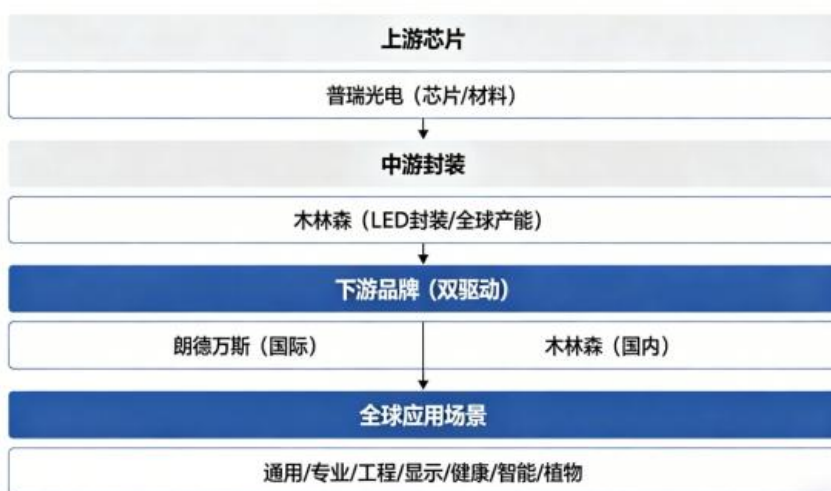 上游芯片
普瑞光电（芯片/材料）
中游封装
木林森（LED封装/全球产能）
下游品牌（双驱动）
朗德万斯（国际） 木林森（国内）
全球应用场景
通用/专业/工程/显示/健康/智能/植物